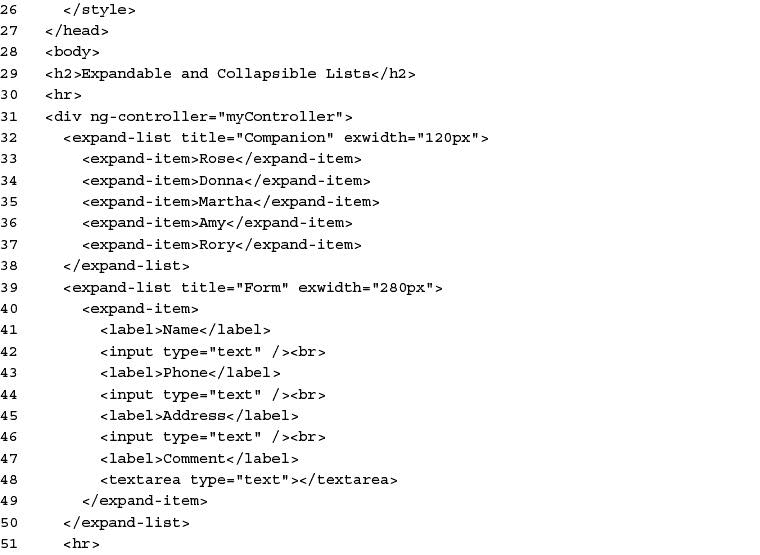 26     </style>
27   </head>
28   <body>
29   <h2>Expandable and Collapsible Lists</h2>
30   <hr>
31   <div ng-controller="myController">
32     <expand-list title="Companion" exwidth="120px">
33       <expand-item>Rose</expand-item>
34       <expand-item>Donna</expand-item>
35       <expand-item>Martha</expand-item>
36       <expand-item>Amy</expand-item>
37       <expand-item>Rory</expand-item>
38     </expand-list>
39     <expand-list title="Form" exwidth="280px">
40       <expand-item>
41         <label>Name</label>
42         <input type="text" /><br>
43         <label>Phone</label>
44         <input type="text" /><br>
45         <label>Address</label>
46         <input type="text" /><br>
47         <label>Comment</label>
48         <textarea type="text"></textarea>
49       </expand-item>
50     </expand-list>
51     <hr>